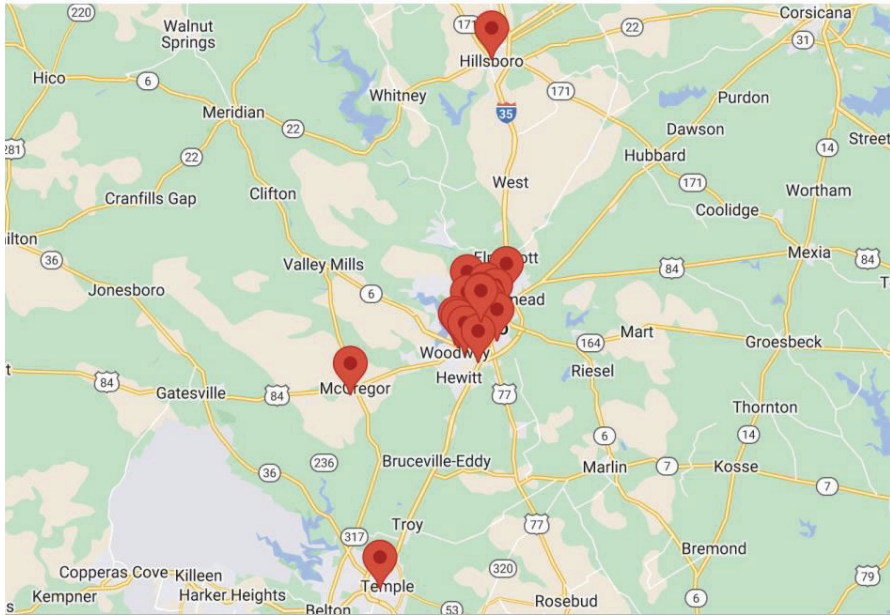 220
Walnut
Springs
171
Hillsboro
22
Corsicana
31
Hico
6
Whitney
171
Purdon
Meridian
35
22
Dawson
14
Street
281
22
Hubbard
West
171
Wortham
Cranfills Gap
Clifton
Coolidge
ilton
36
Elm ott
Mexia
84
Valley Mills
84
Jonesboro
6
mead
Mart
164
Groesbeck
Woodway
t
84
McGregor
Hewitt
Riesel
Gatesville
84
77
Thornton
6
14
236
Bruceville-Eddy
36
Marlin
7
Kosse
7
317
Troy
77
Bremond
320
Copperas Cove
Killeen
Temple
79
s
Kempner
Harker Heights
6
Rosebud
Belton
53